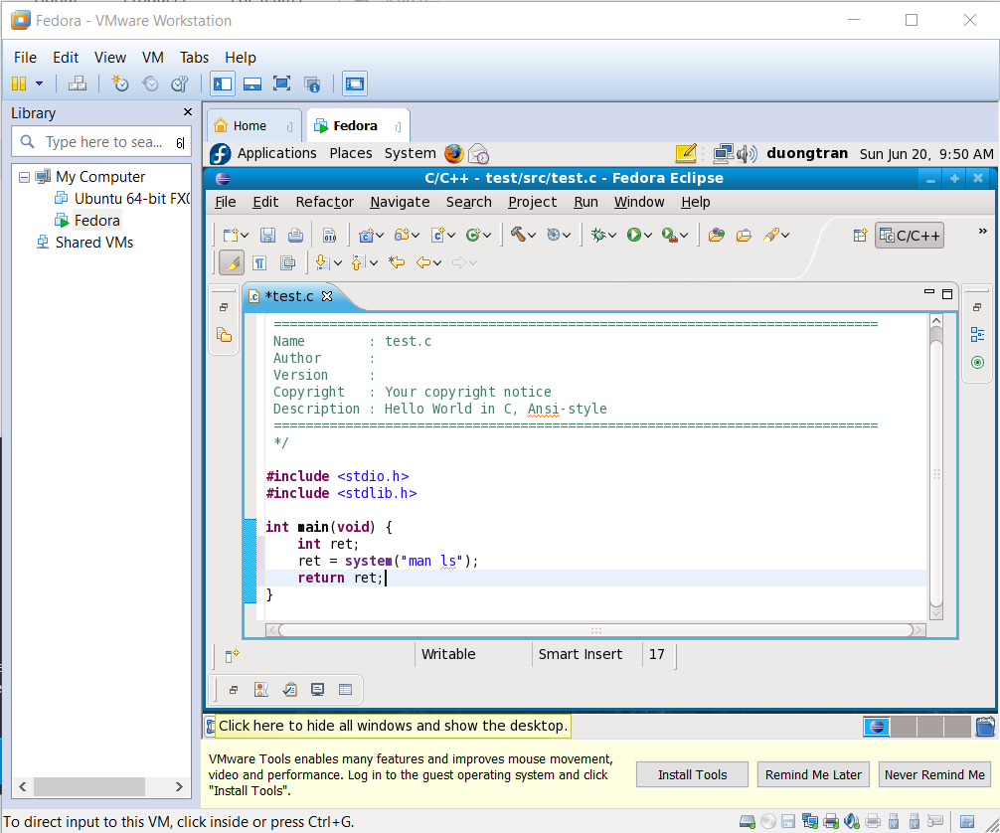 Fedora - VMware Workstation
File Edit View VM Tabs Help
Library
Type here to sea... 6
My Computer
Ubuntu 64-bit FX
Fedora
Shared VMs
Home Fedora
Applications Places System duongtran Sun Jun 20, 9:50 AM
C/C++ - test/src/test.c - Fedora Eclipse
File Edit Refactor Navigate Search Project Run Window Help
010
C/C++
»
*test.c
============================================================================
Name : test.c
Author :
Version :
Copyright : Your copyright notice
Description : Hello World in C, Ansi-style
============================================================================
*/
#include <stdio.h>
#include <stdlib.h>
int main(void) {
int ret;
ret = system("man ls");
return ret;
}
Writable Smart Insert 17
Click here to hide all windows and show the desktop.
VMware Tools enables many features and improves mouse movement,
video and performance. Log in to the guest operating system and click
"Install Tools".
Install Tools Remind Me Later Never Remind Me
To direct input to this VM, click inside or press Ctrl+G.